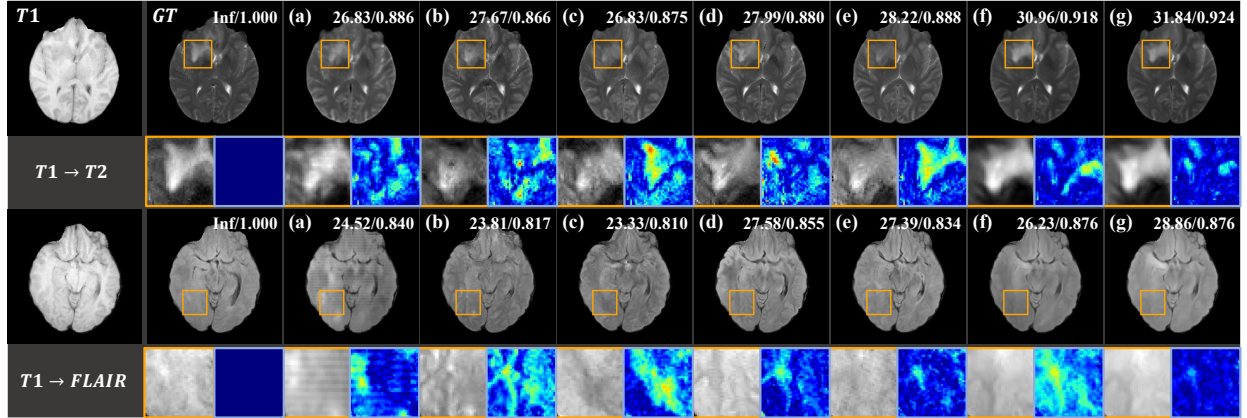 T1 GT Inf/1.000 (a) 26.83/0.886 (b) 27.67/0.866 (c) 26.83/0.875 (d) 27.99/0.880 (e) 28.22/0.888 (f) 30.96/0.918 (g) 31.84/0.924
T1 → T2
Inf/1.000 (a) 24.52/0.840 (b) 23.81/0.817 (c) 23.33/0.810 (d) 27.58/0.855 (e) 27.39/0.834 (f) 26.23/0.876 (g) 28.86/0.876
T1 → FLAIR